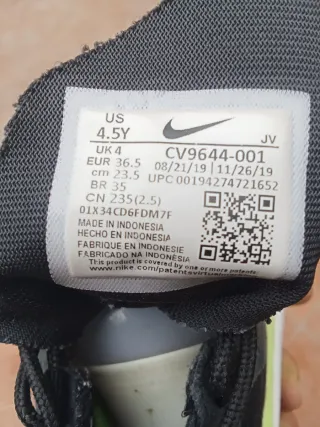 US
4.5Y
JV
UK 4
CV9644-001
EUR 36.5
08/21/19 | 11/26/19
cm 23.5
UPC 00194274721652
BR 35
CN 235(2.5)
01X34CD6FDM7F
MADE IN INDONESIA
HECHO EN INDONESIA
FABRIQUE EN INDONESIE
FABRICADO NA INDONÉSIA
This product is covered by one or more patents.
www.nike.com/patents